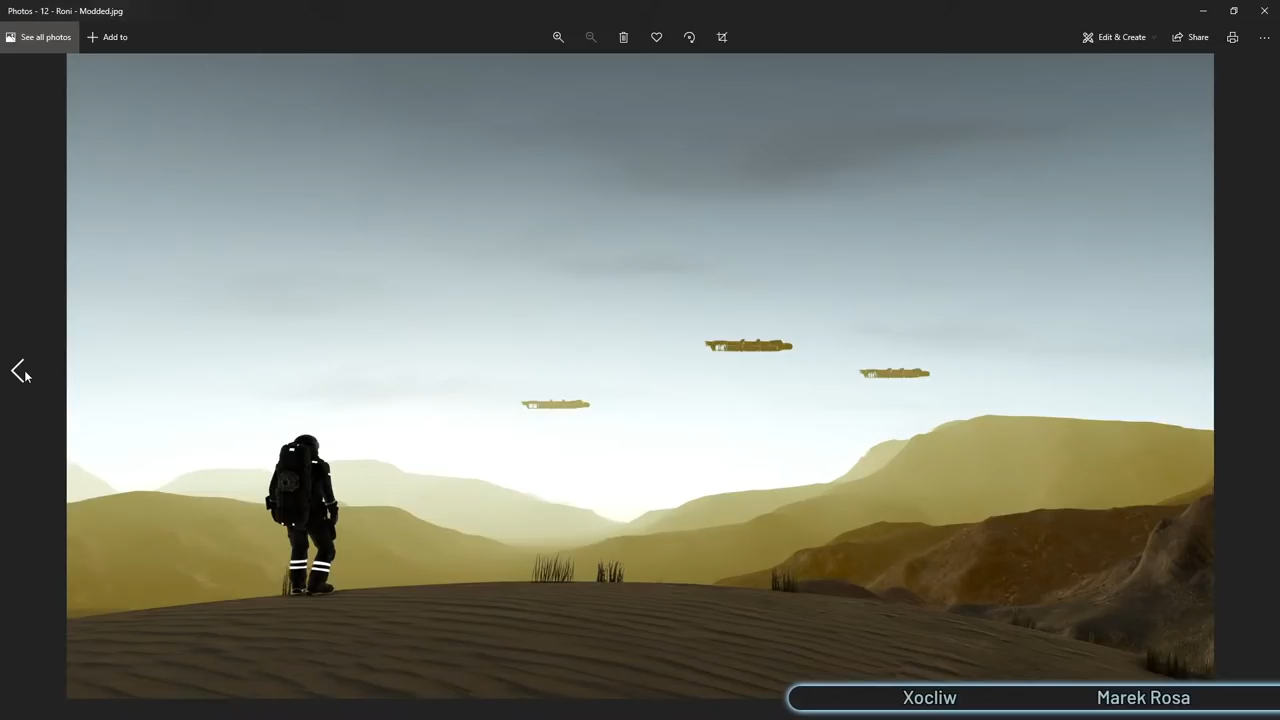 Photos - 12 - Roni - Modded.jpg
See all photos
Add to
Edit & Create
Share
Xocliw
Marek Rosa